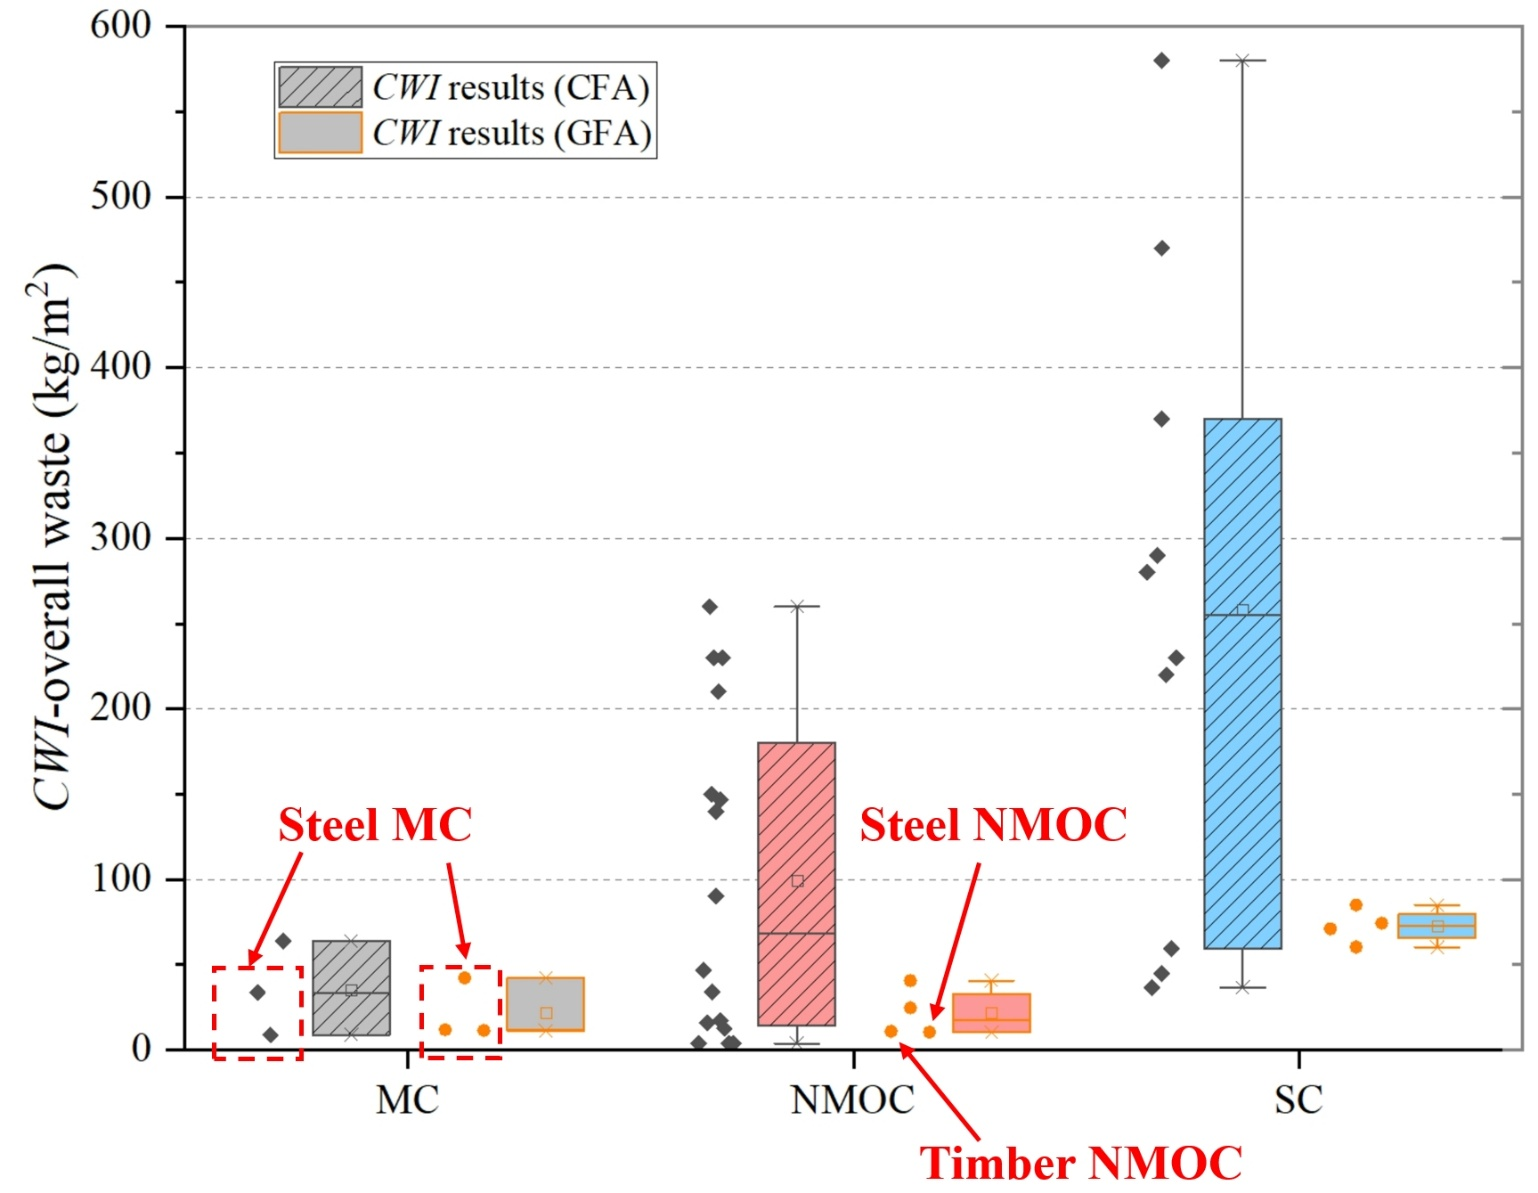 600
CWI results (CFA)
CWI results (GFA)
500
400
300
200
100
0
CWI-overall waste (kg/m²)
Steel MC
Steel NMOC
MC
NMOC
SC
Timber NMOC